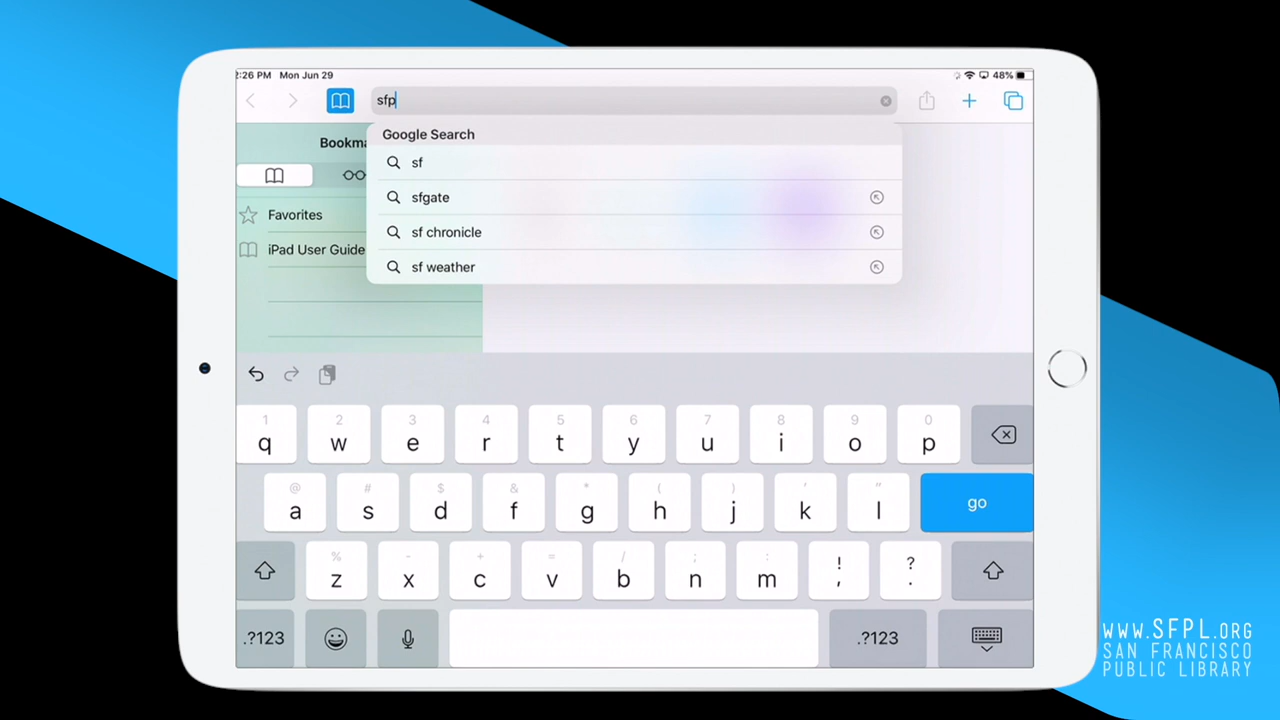 :26 PM Mon Jun 29
48%
sfp
Google Search
sf
sfgate
sf chronicle
sf weather
Bookma
Favorites
iPad User Guide
1 2 3 4 5 6 7 8 9 0
q w e r t y u i o p
@ # $ & * ( ) ' "
a s d f g h j k l go
% - + = / ; : ! ?
z x c v b n m , .
.?123 .?123
www.SFPL.org
San Francisco
Public Library